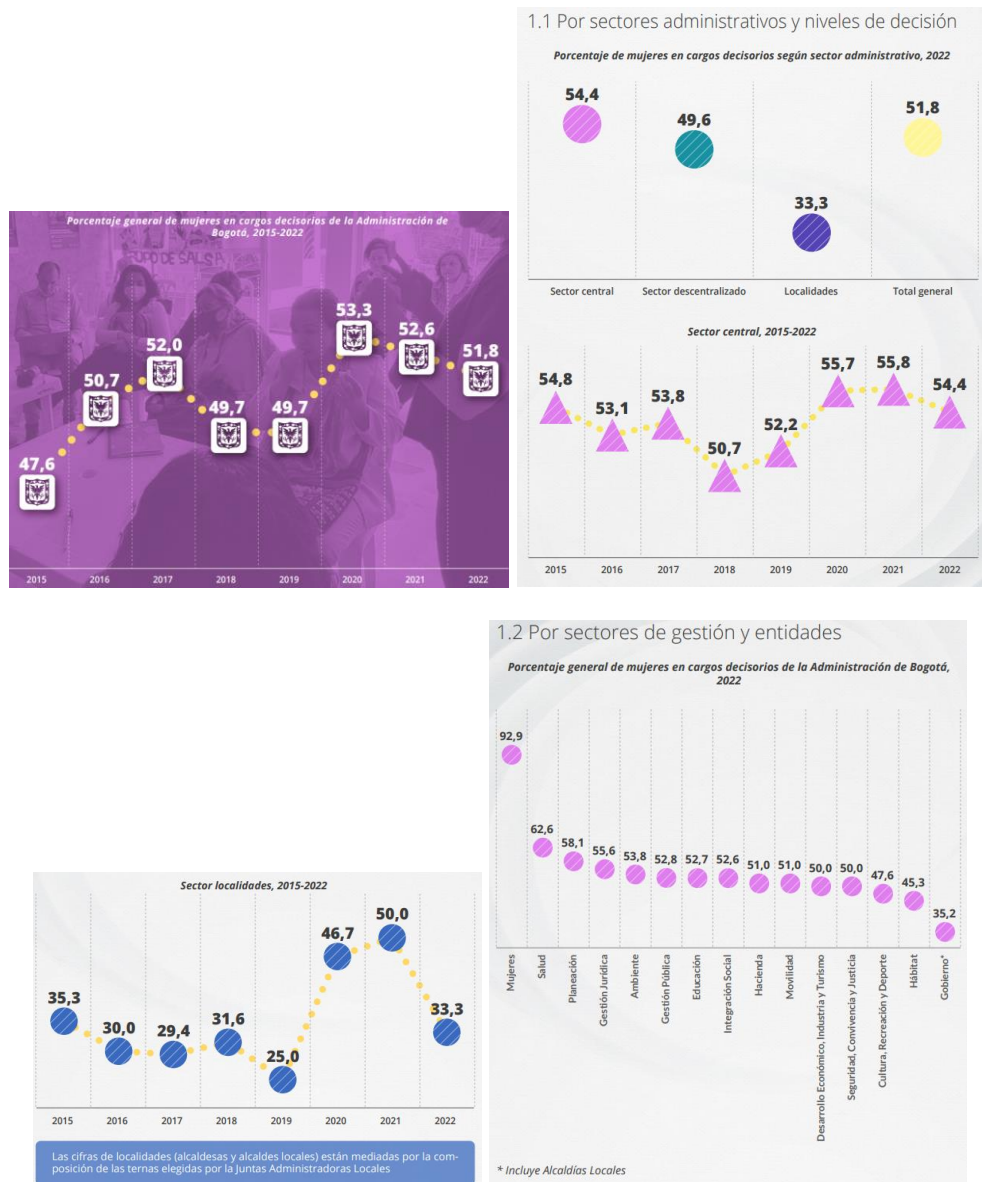 Porcentaje general de mujeres en cargos decisorios de la Administración de
Bogotá, 2015-2022
GRUPO DE SALSA
47,6
50,7
52,0
49,7
49,7
53,3
52,6
51,8
2015
2016
2017
2018
2019
2020
2021
2022
1.1 Por sectores administrativos y niveles de decisión
Porcentaje de mujeres en cargos decisorios según sector administrativo, 2022
54,4
49,6
33,3
51,8
Sector central
Sector descentralizado
Localidades
Total general
Sector central, 2015-2022
54,8
53,1
53,8
50,7
52,2
55,7
55,8
54,4
2015
2016
2017
2018
2019
2020
2021
2022
Sector localidades, 2015-2022
35,3
30,0
29,4
31,6
25,0
46,7
50,0
33,3
2015
2016
2017
2018
2019
2020
2021
2022
Las cifras de localidades (alcaldesas y alcaldes locales) están mediadas por la com-
posición de las ternas elegidas por la Juntas Administradoras Locales
1.2 Por sectores de gestión y entidades
Porcentaje general de mujeres en cargos decisorios de la Administración de Bogotá,
2022
92,9
62,6
58,1
55,6
53,8
52,8
52,7
52,6
51,0
51,0
50,0
50,0
47,6
45,3
35,2
Mujeres
Salud
Planeación
Gestión Jurídica
Ambiente
Gestión Pública
Educación
Integración Social
Hacienda
Movilidad
Desarrollo Económico, Industria y Turismo
Seguridad, Convivencia y Justicia
Cultura, Recreación y Deporte
Hábitat
Gobierno*
* Incluye Alcaldías Locales